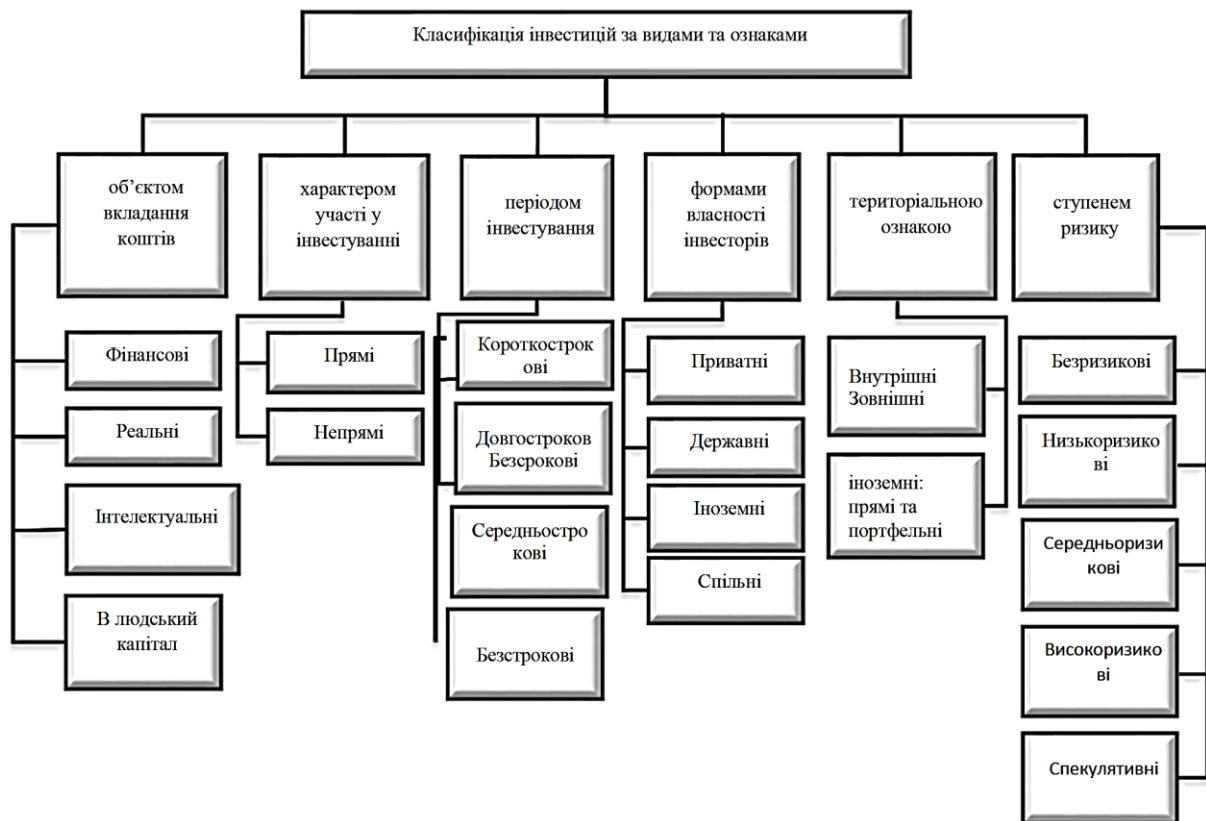 Класифікація інвестицій за видами та ознаками
об’єктом
вкладання
коштів
характером
участі у
інвестуванні
періодом
інвестування
формами
власності
інвесторів
територіальною
ознакою
ступенем
ризику
Фінансові
Реальні
Інтелектуальні
В людський
капітал
Прямі
Непрямі
Короткостроk
ові
Довгостроков
Безсрокові
Середньостро
кові
Безстрокові
Приватні
Державні
Іноземні
Спільні
Внутрішні
Зовнішні
іноземні:
прямі та
портфельні
Безризикові
Низькоризико
ві
Середньоризи
кові
Високоризико
ві
Спекулятивні